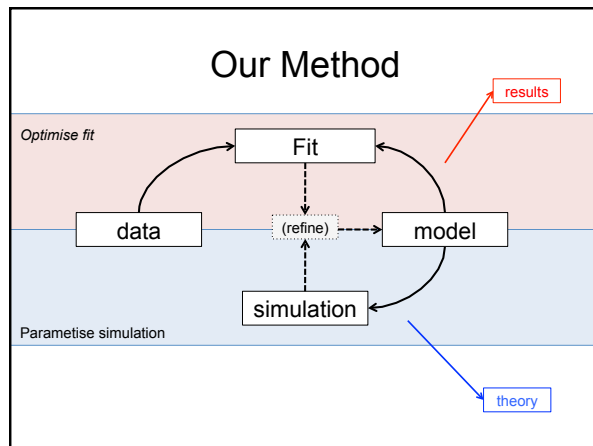 Our Method
results
Optimise fit
Fit
data
(refine)
model
simulation
Parametise simulation
theory